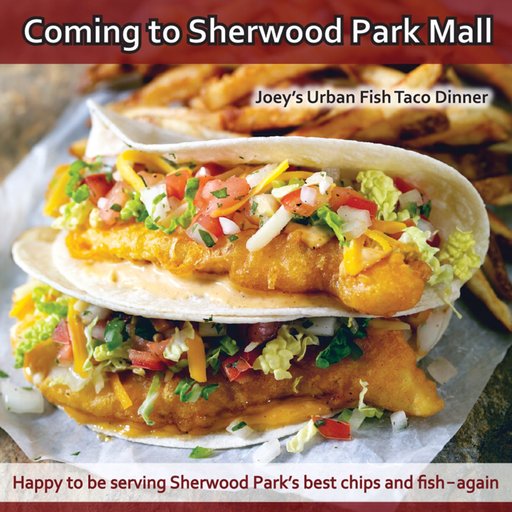 Coming to Sherwood Park Mall
Joey's Urban Fish Taco Dinner
Happy to be serving Sherwood Park's best chips and fish–again